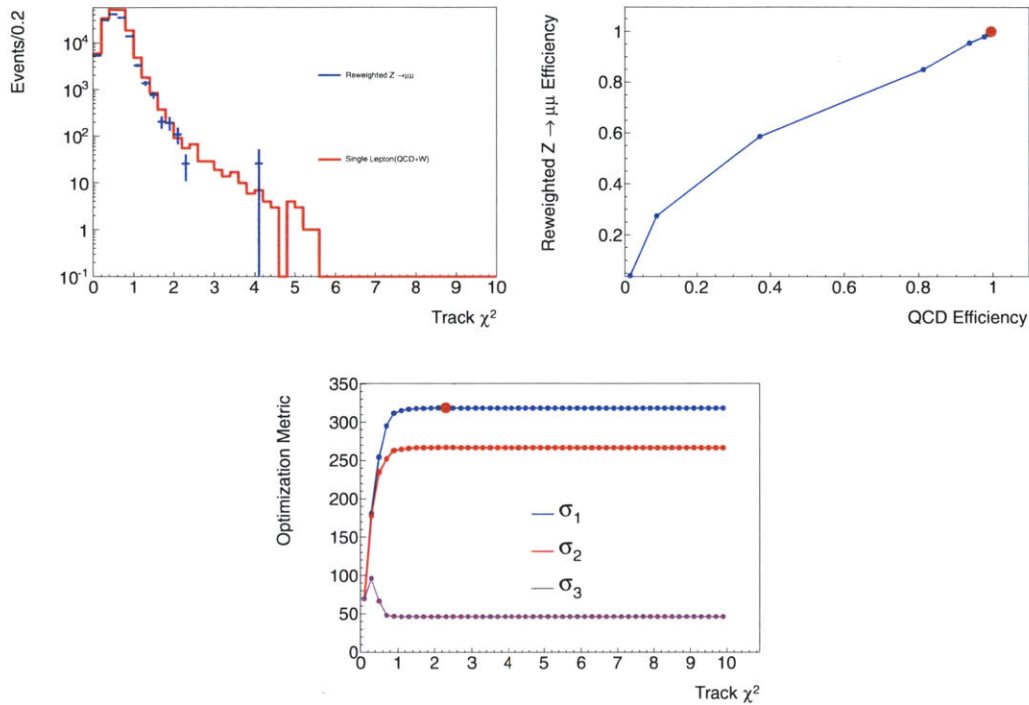 Events/0.2
10⁴
10³
10²
10
1
10⁻¹
0 1 2 3 4 5 6 7 8 9 10
Track χ²
Reweighted Z →μμ
Single Lepton(QCD+W)
Reweighted Z → μμ Efficiency
1
0.8
0.6
0.4
0.2
0 0.2 0.4 0.6 0.8 1
QCD Efficiency
Optimization Metric
350
300
250
200
150
100
50
0
0 1 2 3 4 5 6 7 8 9 10
Track χ²
σ₁
σ₂
σ₃